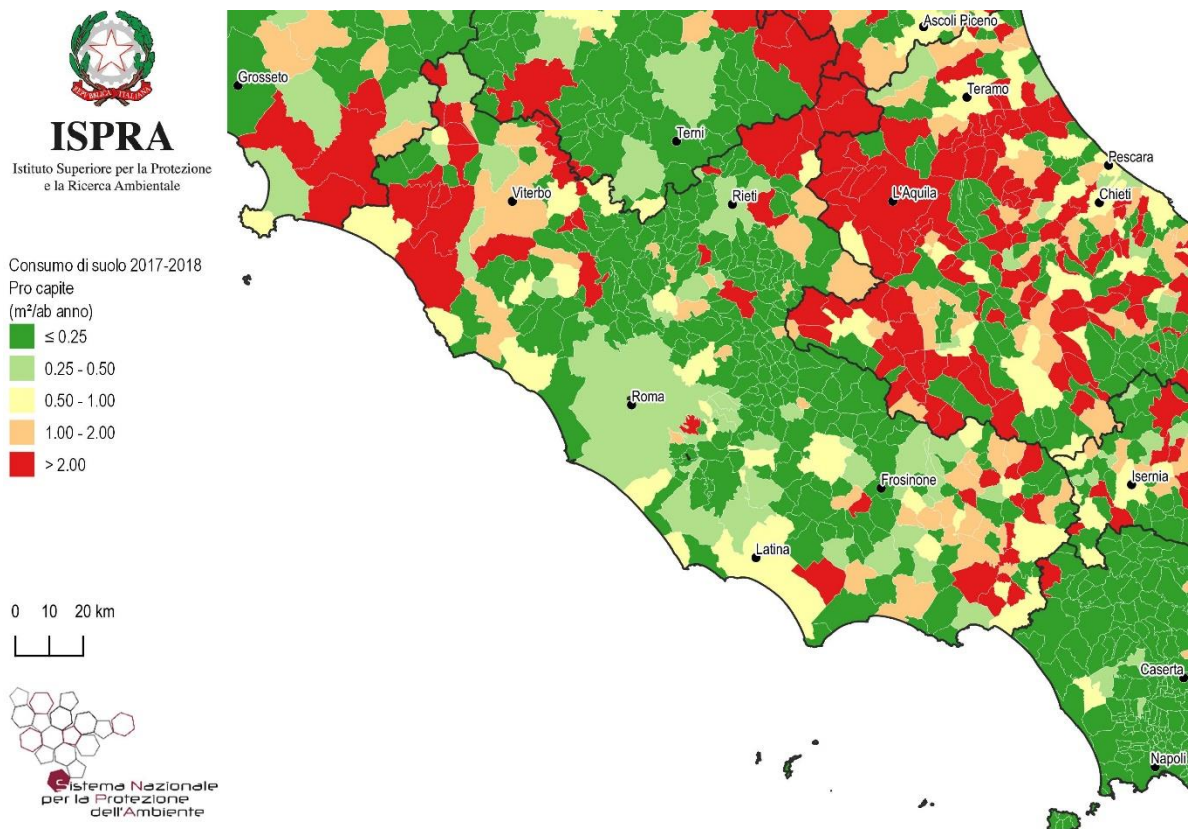 REPVBBLICA ITALIANA
ISPRA
Istituto Superiore per la Protezione
e la Ricerca Ambientale
Consumo di suolo 2017-2018
Pro capite
(m²/ab anno)
≤ 0.25
0.25 - 0.50
0.50 - 1.00
1.00 - 2.00
> 2.00
0 10 20 km
Sistema Nazionale
per la Protezione
dell'Ambiente
Ascoli Piceno
Grosseto
Teramo
Terni
Pescara
Viterbo
Rieti
L'Aquila
Chieti
Roma
Frosinone
Isernia
Latina
Caserta
Napoli